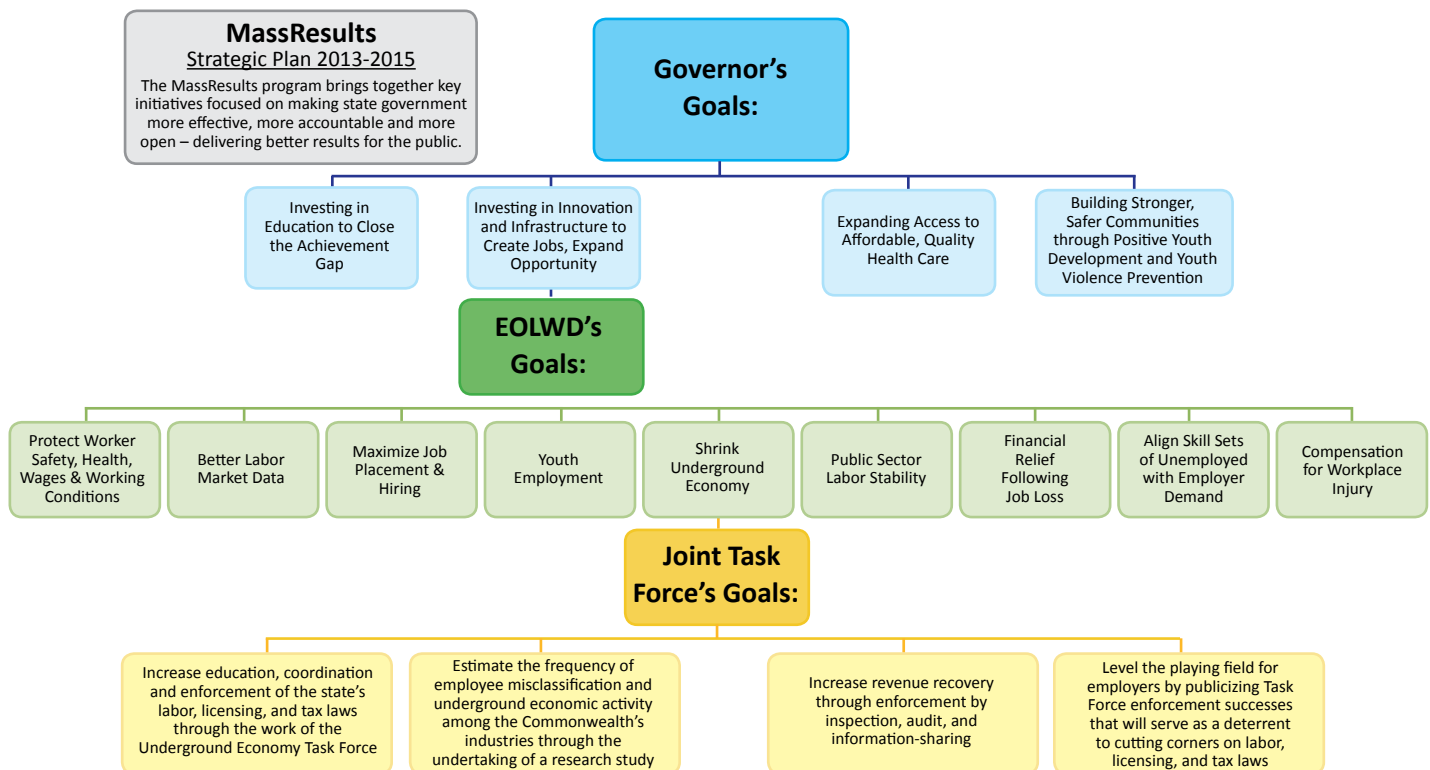 MassResults
Strategic Plan 2013-2015
The MassResults program brings together key
initiatives focused on making state government
more effective, more accountable and more
open – delivering better results for the public.
Governor’s
Goals:
Investing in
Education to Close
the Achievement
Gap
Investing in Innovation
and Infrastructure to
Create Jobs, Expand
Opportunity
Expanding Access to
Affordable, Quality
Health Care
Building Stronger,
Safer Communities
through Positive Youth
Development and Youth
Violence Prevention
EOLWD’s
Goals:
Protect Worker
Safety, Health,
Wages & Working
Conditions
Better Labor
Market Data
Maximize Job
Placement &
Hiring
Youth
Employment
Shrink
Underground
Economy
Public Sector
Labor Stability
Financial
Relief
Following
Job Loss
Align Skill Sets
of Unemployed
with Employer
Demand
Compensation
for Workplace
Injury
Joint Task
Force’s Goals:
Increase education, coordination
and enforcement of the state’s
labor, licensing, and tax laws
through the work of the
Underground Economy Task Force
Estimate the frequency of
employee misclassification and
underground economic activity
among the Commonwealth’s
industries through the
undertaking of a research study
Increase revenue recovery
through enforcement by
inspection, audit, and
information-sharing
Level the playing field for
employers by publicizing Task
Force enforcement successes
that will serve as a deterrent
to cutting corners on labor,
licensing, and tax laws